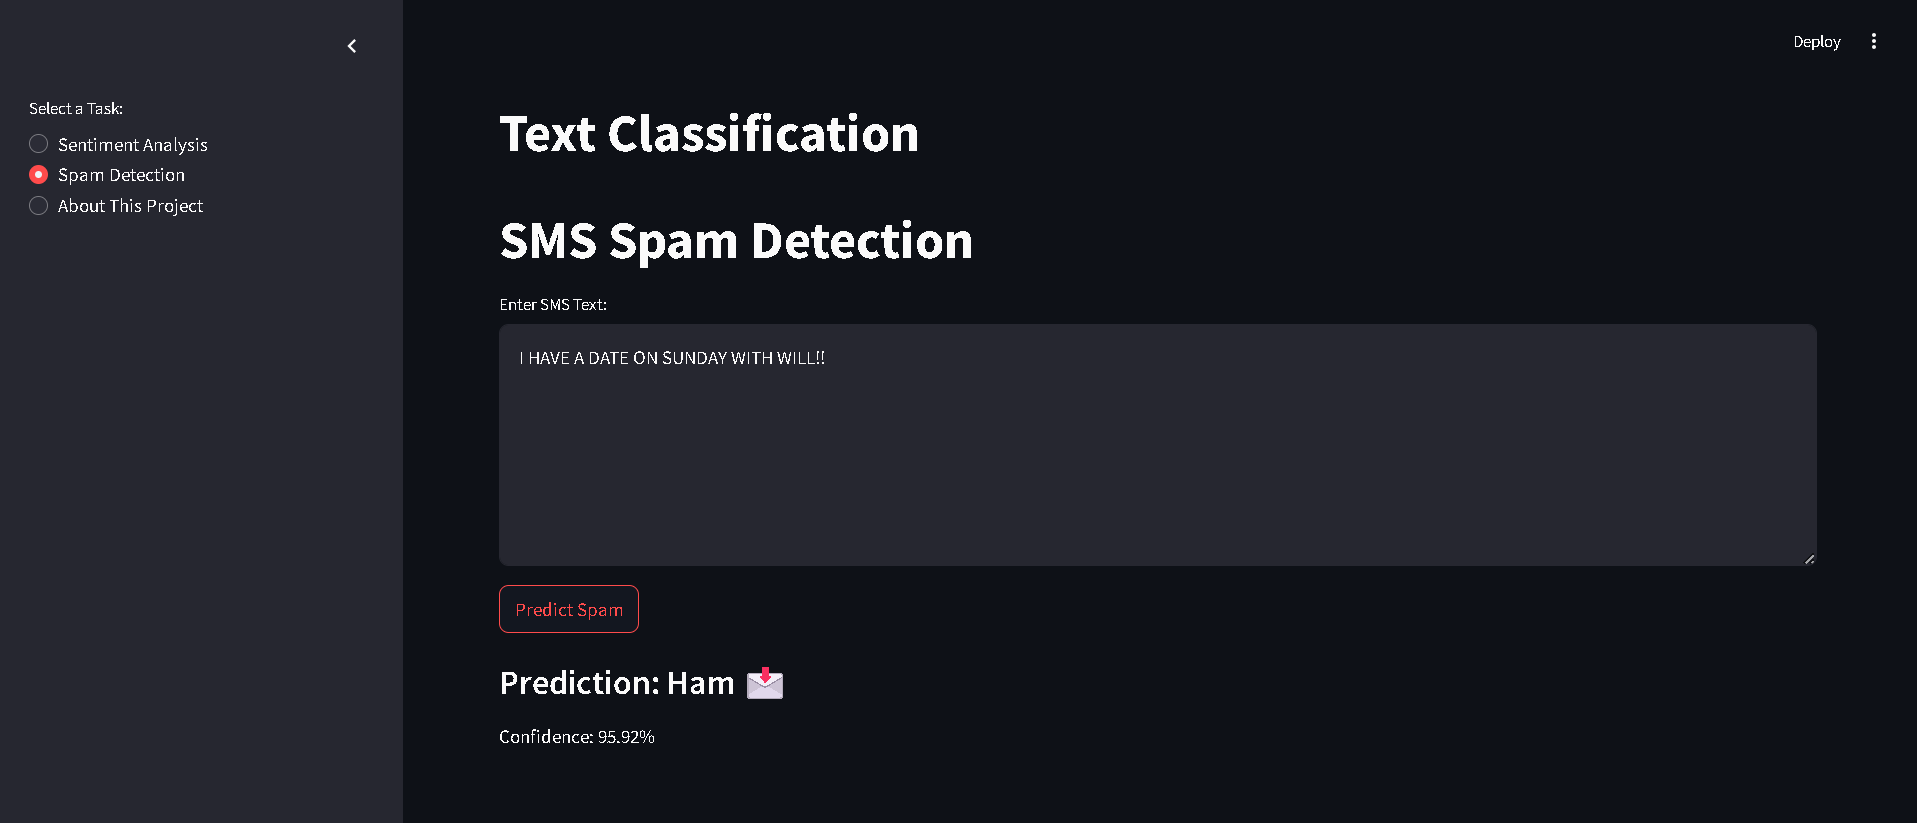 Deploy
Select a Task:
Sentiment Analysis
Spam Detection
About This Project
Text Classification
SMS Spam Detection
Enter SMS Text:
I HAVE A DATE ON SUNDAY WITH WILL!!
Predict Spam
Prediction: Ham
Confidence: 95.92%